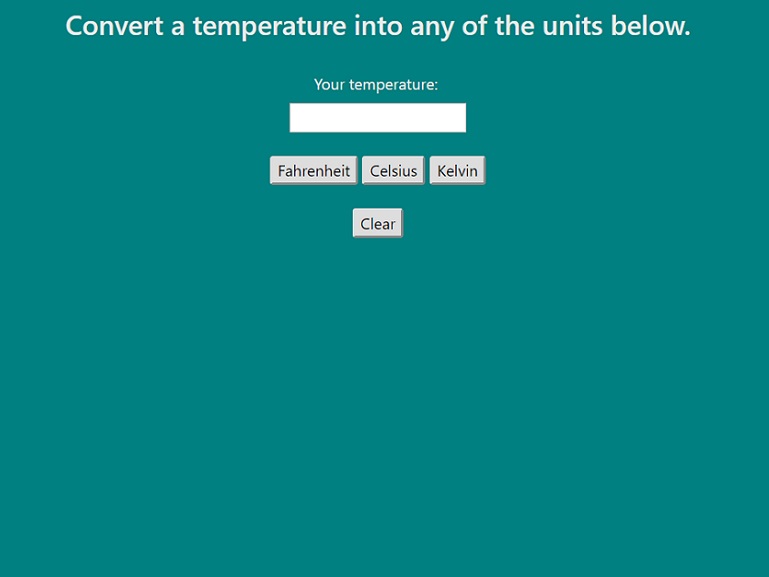 Convert a temperature into any of the units below.
Your temperature:
Fahrenheit Celsius Kelvin
Clear